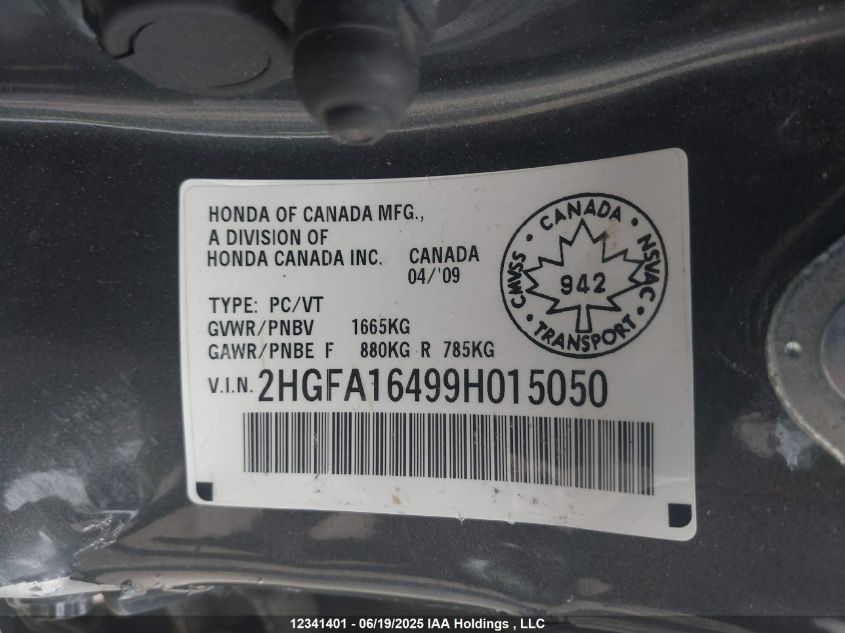 HONDA OF CANADA MFG.,
A DIVISION OF
HONDA CANADA INC. CANADA
04/'09
TYPE: PC/VT
GVWR/PNBV 1665KG
GAWR/PNBE F 880KG R 785KG
V.I.N. 2HGFA16499H015050
• CANADA •
CMVSS 942 NSVAC
• TRANSPORT •
12341401 - 06/19/2025 IAA Holdings , LLC